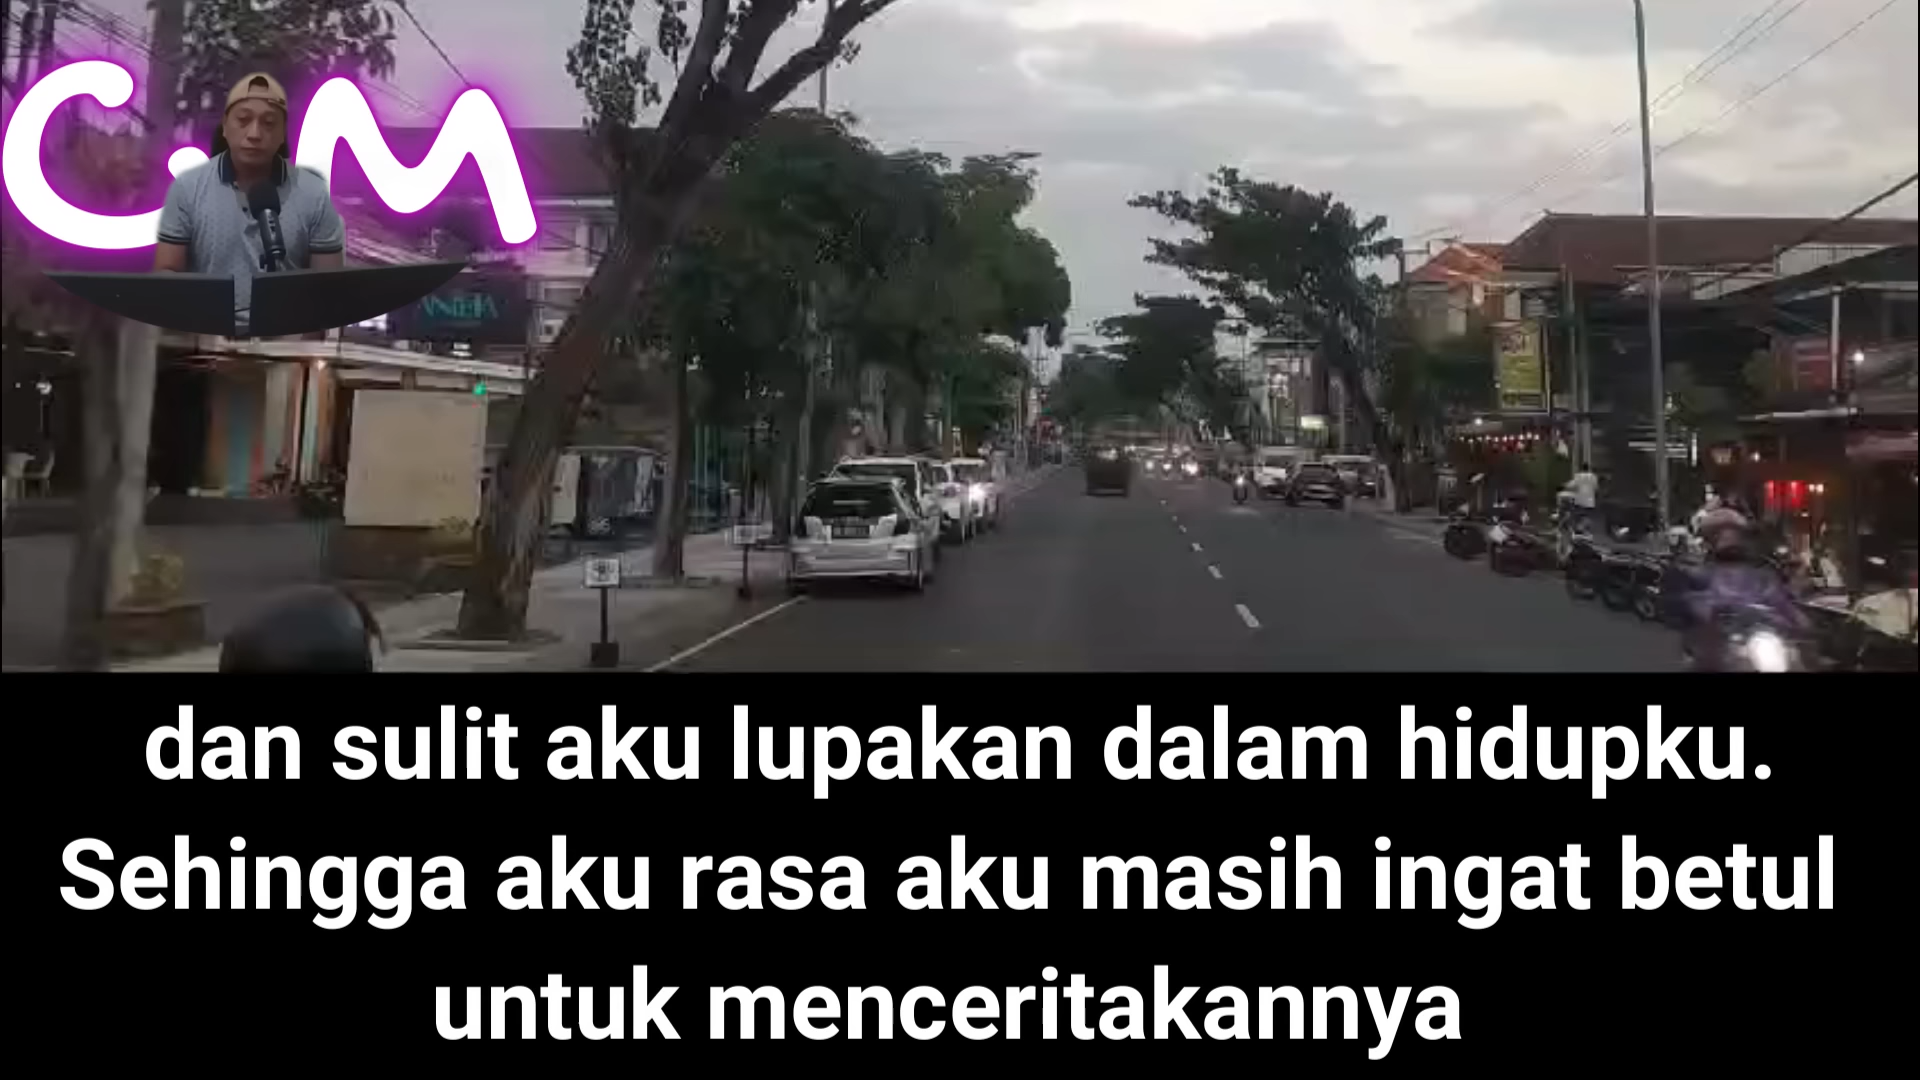 C.M
dan sulit aku lupakan dalam hidupku.
Sehingga aku rasa aku masih ingat betul
untuk menceritakannya